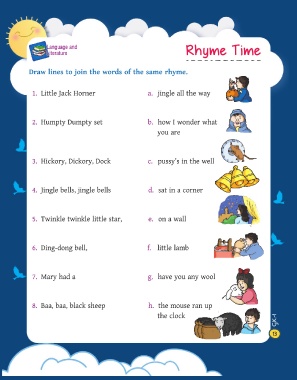 Language and
Literature
Rhyme Time
Draw lines to join the words of the same rhyme.
1. Little Jack Horner a. jingle all the way
2. Humpty Dumpty set b. how I wonder what
you are
3. Hickory, Dickory, Dock c. pussy's in the well
4. Jingle bells, jingle bells d. sat in a corner
5. Twinkle twinkle little star, e. on a wall
6. Ding-dong bell, f. little lamb
7. Mary had a g. have you any wool
8. Baa, baa, black sheep h. the mouse ran up
the clock
GK-1
13